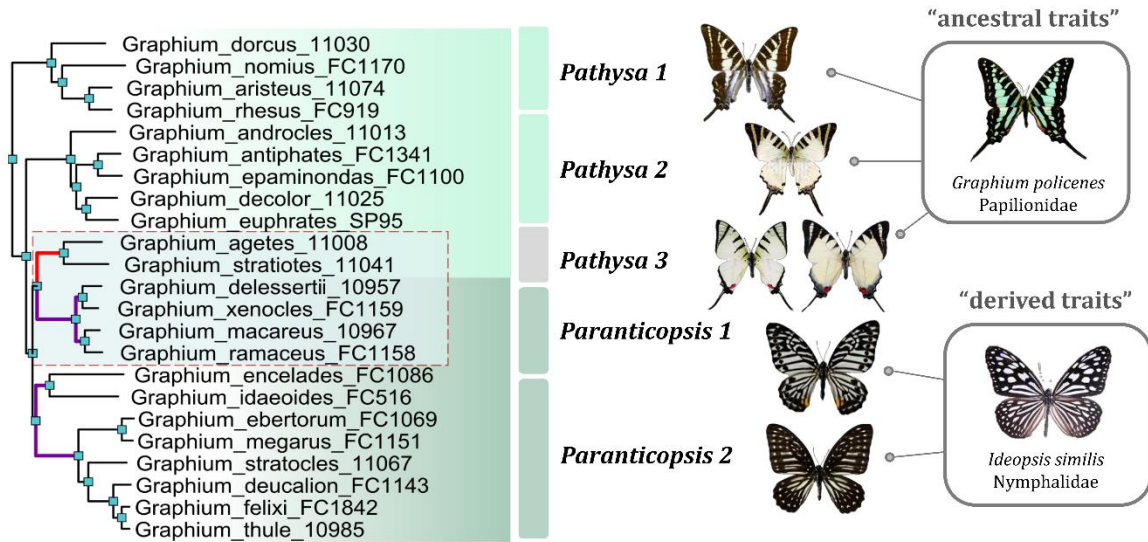 Graphium_dorcus_11030
Graphium_nomius_FC1170
Graphium_aristeus_11074
Graphium_rhesus_FC919
Graphium_androcles_11013
Graphium_antiphates_FC1341
Graphium_epaminondas_FC1100
Graphium_decolor_11025
Graphium_euphrates_SP95
Graphium_agetes_11008
Graphium_stratiotes_11041
Graphium_delessertii_10957
Graphium_xenocles_FC1159
Graphium_macareus_10967
Graphium_ramaceus_FC1158
Graphium_encelades_FC1086
Graphium_idaeoides_FC516
Graphium_ebertorum_FC1069
Graphium_megarus_FC1151
Graphium_stratocles_11067
Graphium_deucalion_FC1143
Graphium_felixi_FC1842
Graphium_thule_10985
Pathysa 1
Pathysa 2
Pathysa 3
Paranticopsis 1
Paranticopsis 2
“ancestral traits”
Graphium policenes
Papilionidae
“derived traits”
Ideopsis similis
Nymphalidae